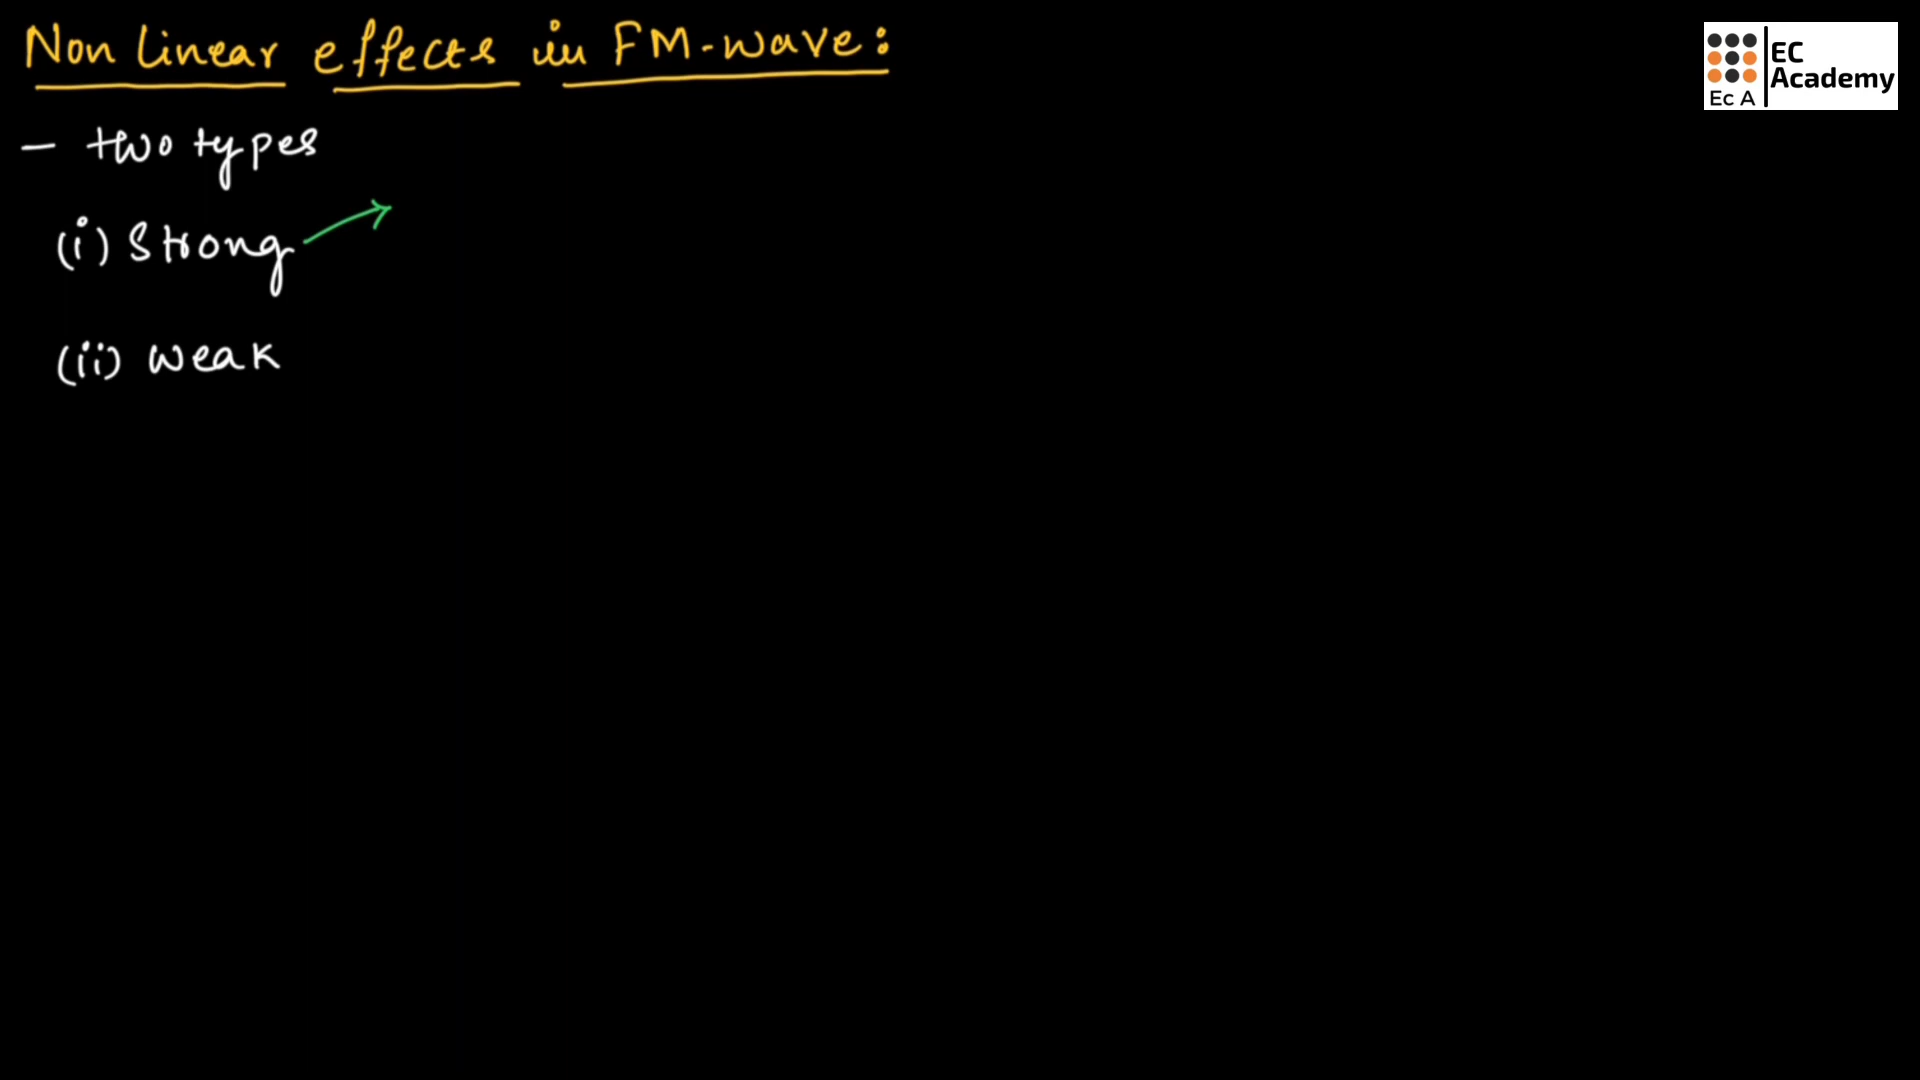 Non linear effects in FM-wave:
EC
Academy
Ec A
- two types
(i) Strong
(ii) weak